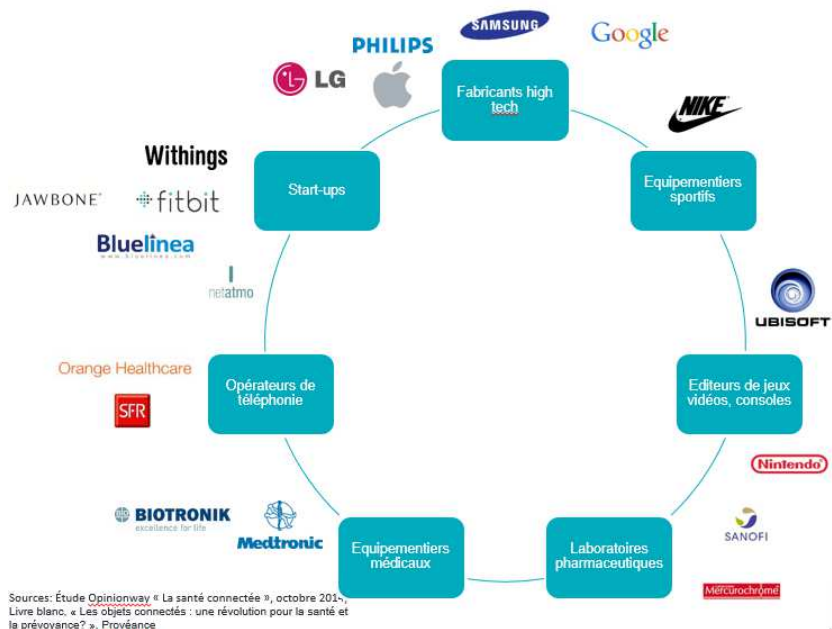 SAMSUNG
Google
PHILIPS
LG
Fabricants high
tech
NIKE
Withings
Start-ups
Equipementiers
sportifs
JAWBONE
fitbit
Bluelinea
www.bluelinea.com
netatmo
UBISOFT
Orange Healthcare
SFR
Opérateurs de
téléphonie
Editeurs de jeux
vidéos, consoles
Nintendo
BIOTRONIK
excellence for life
Medtronic
Equipementiers
médicaux
Laboratoires
pharmaceutiques
SANOFI
Mercurochrome
Sources: Étude Opinionway « La santé connectée », octobre 2014,
Livre blanc, « Les objets connectés : une révolution pour la santé et
la prévoyance? », Provéance